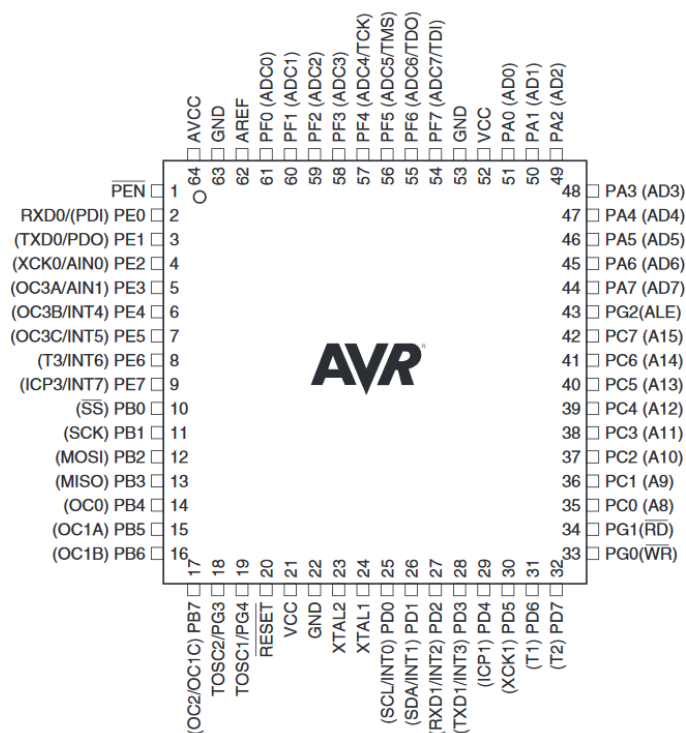 AVCC
GND
AREF
PF0 (ADC0)
PF1 (ADC1)
PF2 (ADC2)
PF3 (ADC3)
PF4 (ADC4/TCK)
PF5 (ADC5/TMS)
PF6 (ADC6/TDO)
PF7 (ADC7/TDI)
GND
VCC
PA0 (AD0)
PA1 (AD1)
PA2 (AD2)
64
63
62
61
60
59
58
57
56
55
54
53
52
51
50
49
PEN 1
RXD0/(PDI) PE0 2
(TXD0/PDO) PE1 3
(XCK0/AIN0) PE2 4
(OC3A/AIN1) PE3 5
(OC3B/INT4) PE4 6
(OC3C/INT5) PE5 7
(T3/INT6) PE6 8
(ICP3/INT7) PE7 9
(SS) PB0 10
(SCK) PB1 11
(MOSI) PB2 12
(MISO) PB3 13
(OC0) PB4 14
(OC1A) PB5 15
(OC1B) PB6 16
AVR®
48 PA3 (AD3)
47 PA4 (AD4)
46 PA5 (AD5)
45 PA6 (AD6)
44 PA7 (AD7)
43 PG2(ALE)
42 PC7 (A15)
41 PC6 (A14)
40 PC5 (A13)
39 PC4 (A12)
38 PC3 (A11)
37 PC2 (A10)
36 PC1 (A9)
35 PC0 (A8)
34 PG1(RD)
33 PG0(WR)
17
18
19
20
21
22
23
24
25
26
27
28
29
30
31
32
(OC2/OC1C) PB7
TOSC2/PG3
TOSC1/PG4
RESET
VCC
GND
XTAL2
XTAL1
(SCL/INT0) PD0
(SDA/INT1) PD1
(RXD1/INT2) PD2
(TXD1/INT3) PD3
(ICP1) PD4
(XCK1) PD5
(T1) PD6
(T2) PD7